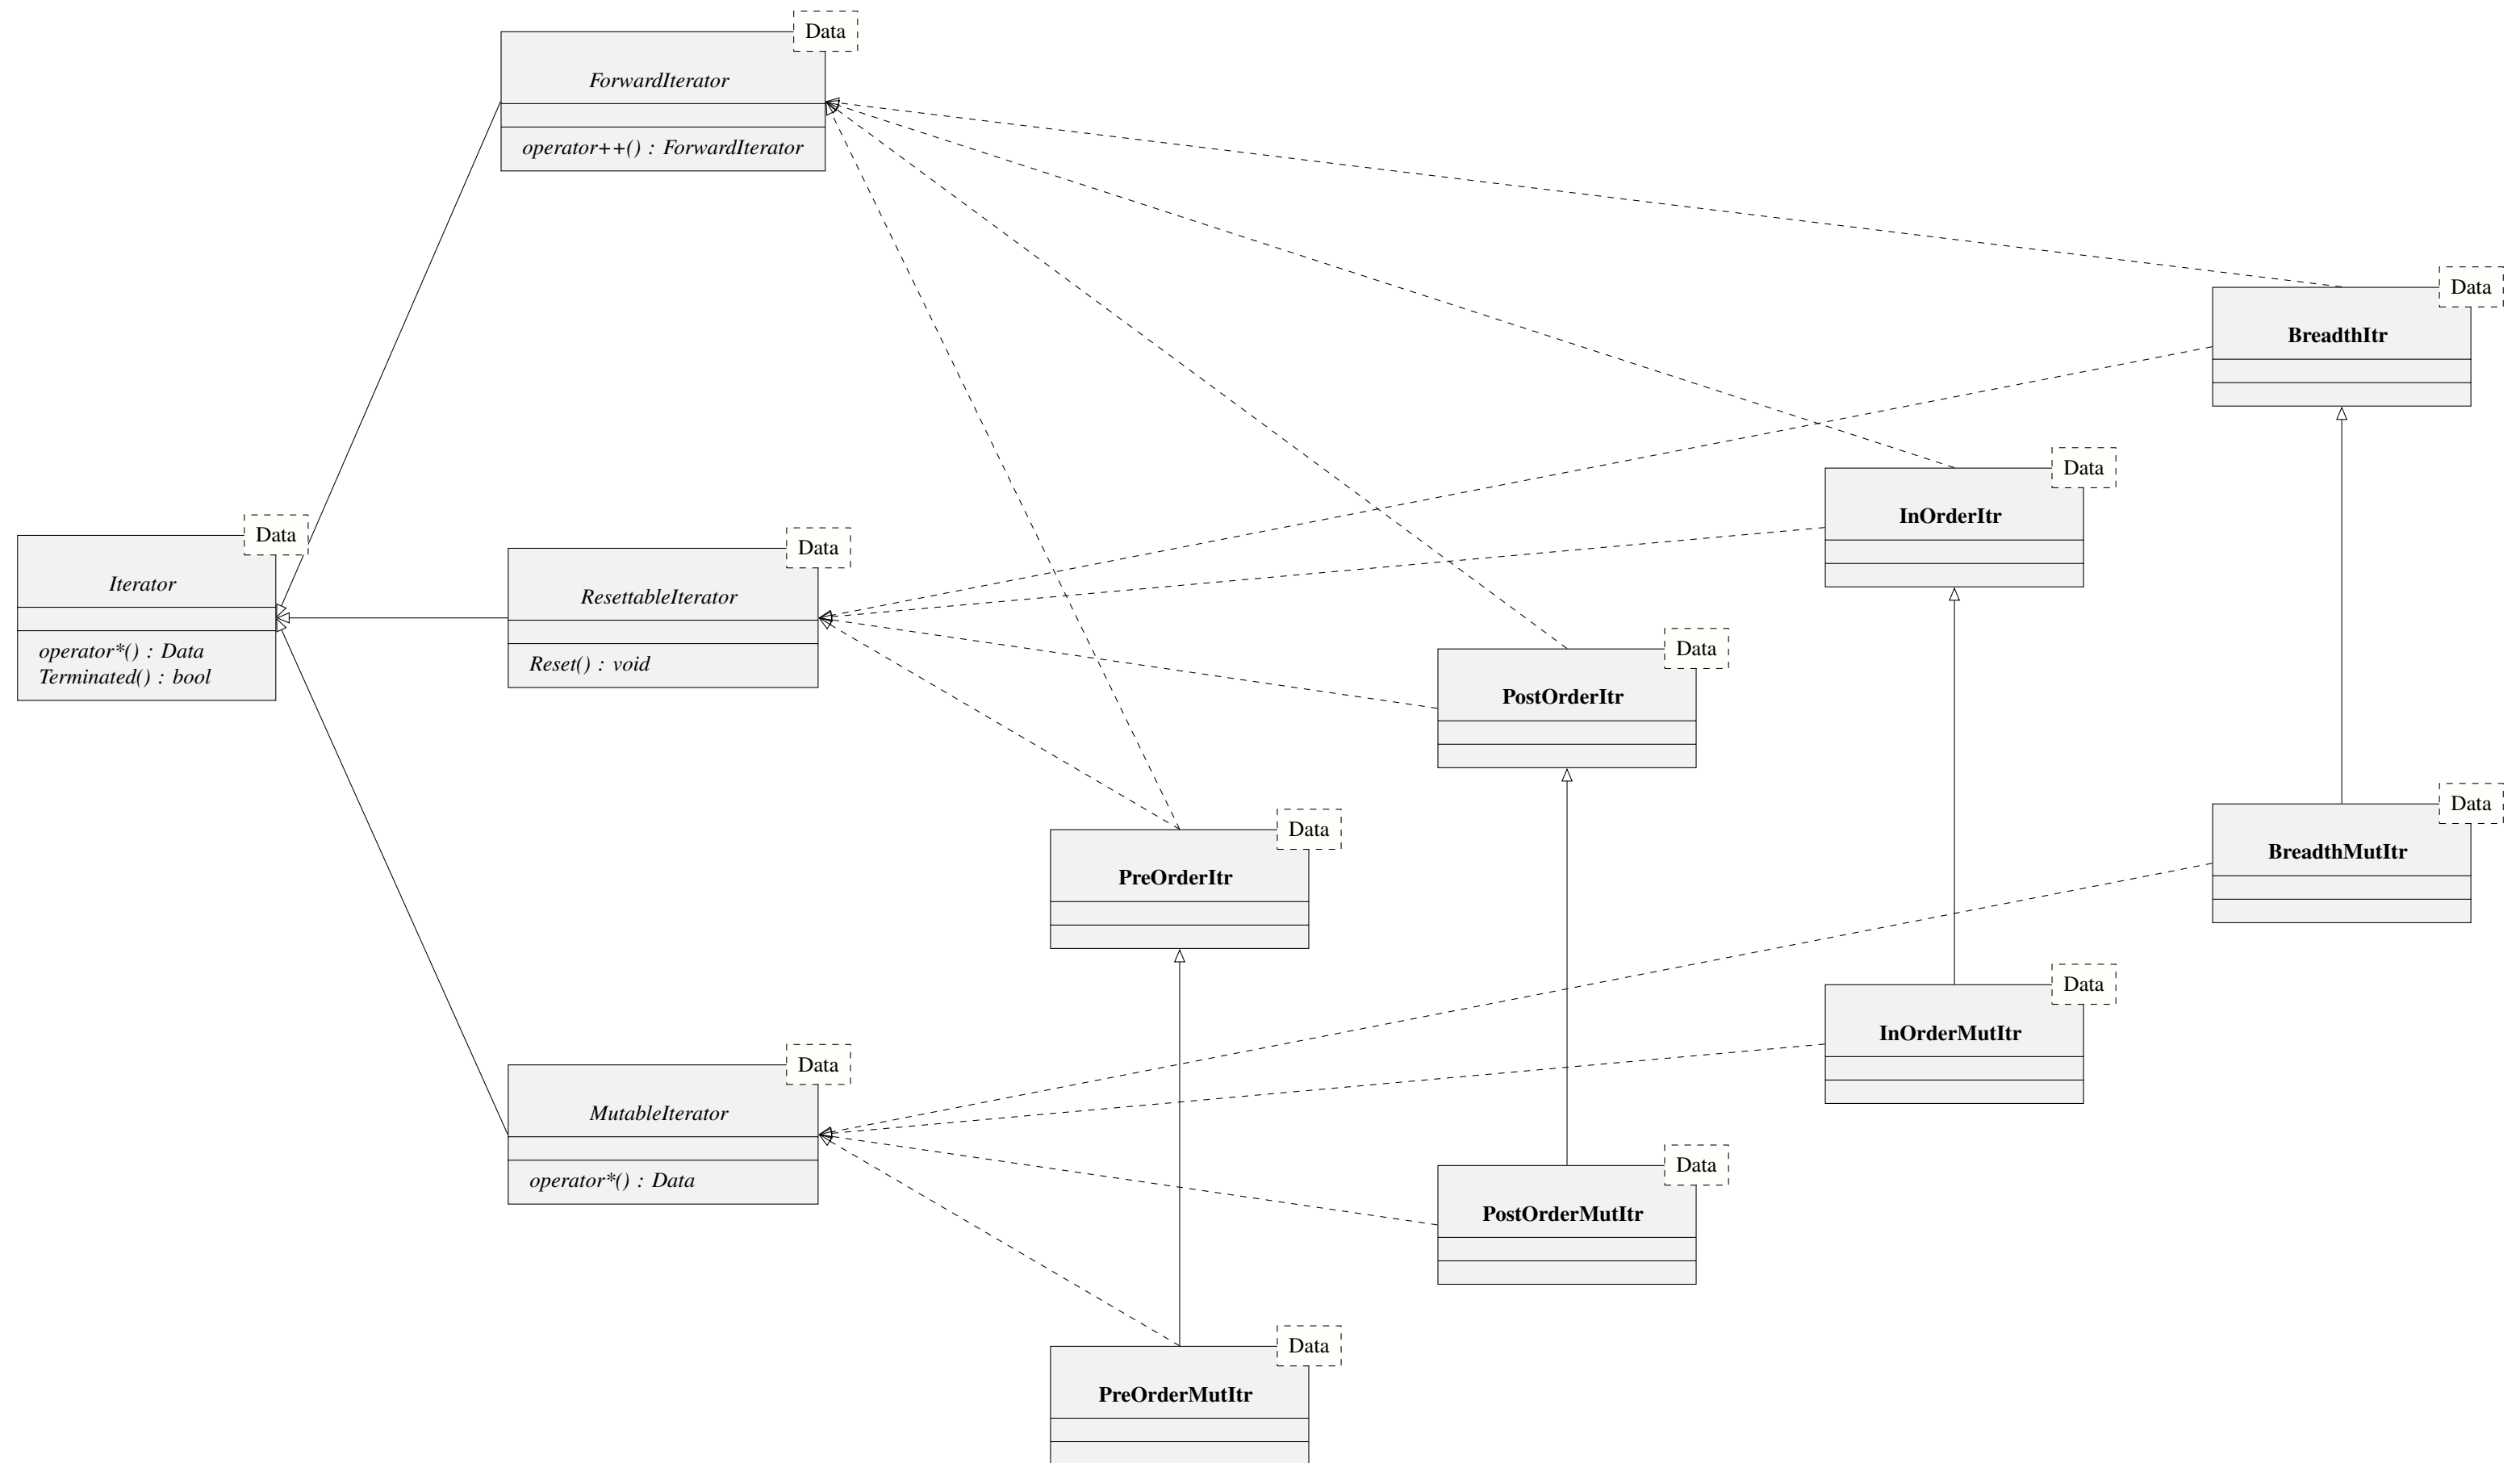 Data
ForwardIterator
operator++() : ForwardIterator
Data
BreadthItr
Data
InOrderItr
Data
Iterator
operator*() : Data
Terminated() : bool
Data
ResettableIterator
Reset() : void
Data
PostOrderItr
Data
PreOrderItr
Data
BreadthMutItr
Data
InOrderMutItr
Data
MutableIterator
operator*() : Data
Data
PostOrderMutItr
Data
PreOrderMutItr